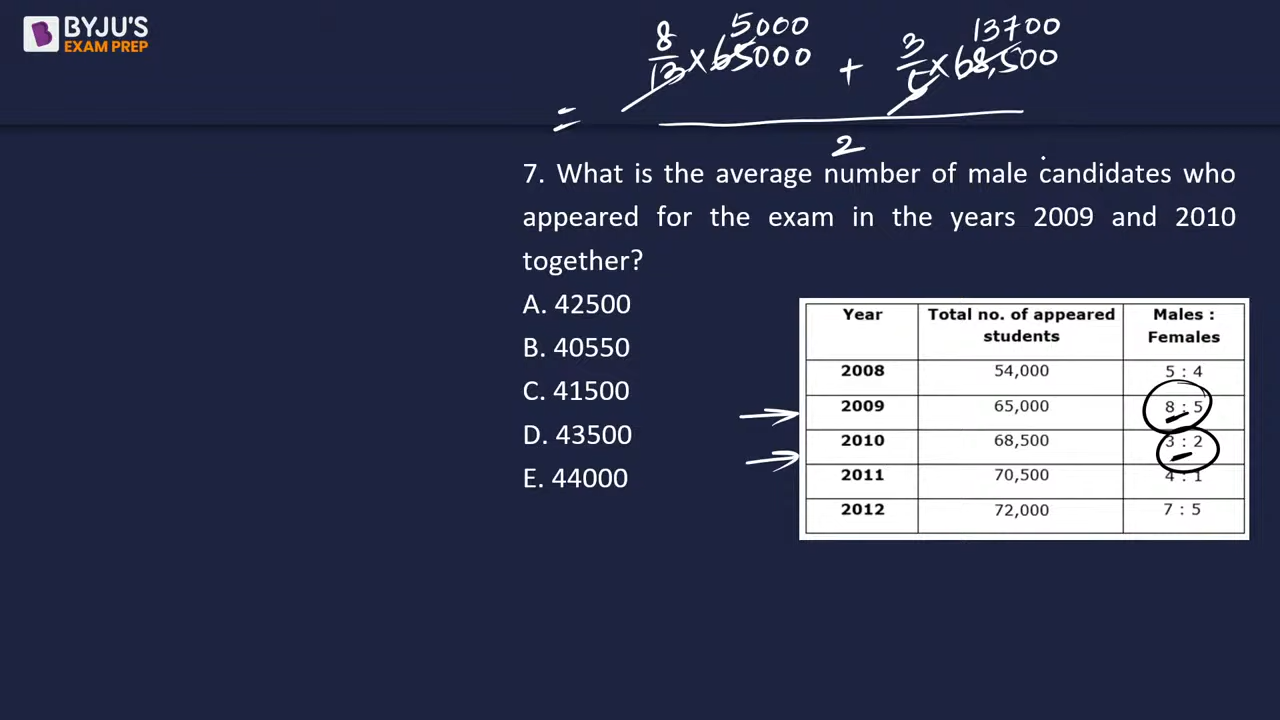 BYJU'S
EXAM PREP
5000 13700
8/13 × 65000 + 3/5 × 68,500
=
2
7. What is the average number of male candidates who
appeared for the exam in the years 2009 and 2010
together?
A. 42500
B. 40550
C. 41500
D. 43500
E. 44000
Year Total no. of appeared students Males : Females
2008 54,000 5 : 4
2009 65,000 8 : 5
2010 68,500 3 : 2
2011 70,500 4 : 1
2012 72,000 7 : 5